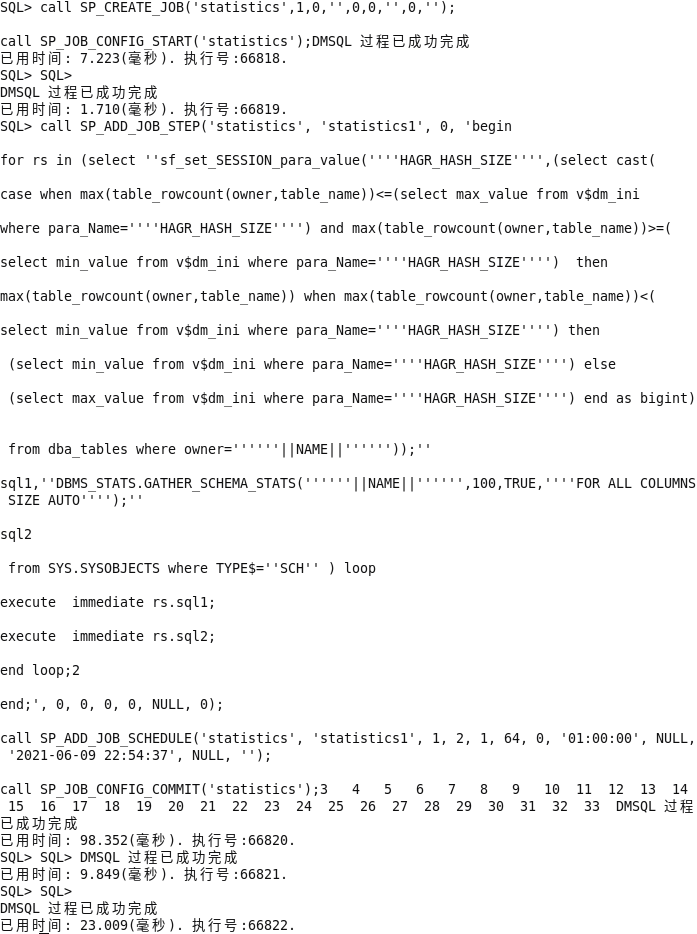 SQL> call SP_CREATE_JOB('statistics',1,0,'',0,0,'',0,'');
call SP_JOB_CONFIG_START('statistics');DMSQL 过程已成功完成
已用时间: 7.223(毫秒). 执行号:66818.
SQL> SQL>
DMSQL 过程已成功完成
已用时间: 1.710(毫秒). 执行号:66819.
SQL> call SP_ADD_JOB_STEP('statistics', 'statistics1', 0, 'begin
for rs in (select ''sf_set_SESSION_para_value(''''HAGR_HASH_SIZE'''',(select cast(
case when max(table_rowcount(owner,table_name))<=(select max_value from v$dm_ini
where para_Name=''''HAGR_HASH_SIZE'''') and max(table_rowcount(owner,table_name))>=(
select min_value from v$dm_ini where para_Name=''''HAGR_HASH_SIZE'''')  then
max(table_rowcount(owner,table_name)) when max(table_rowcount(owner,table_name))<(
select min_value from v$dm_ini where para_Name=''''HAGR_HASH_SIZE'''') then
(select min_value from v$dm_ini where para_Name=''''HAGR_HASH_SIZE'''') else
(select max_value from v$dm_ini where para_Name=''''HAGR_HASH_SIZE'''') end as bigint)
from dba_tables where owner=''''''||NAME||''''''));''
sql1,''DBMS_STATS.GATHER_SCHEMA_STATS(''''''||NAME||'''''',100,TRUE,''''FOR ALL COLUMNS
SIZE AUTO'''');''
sql2
from SYS.SYSOBJECTS where TYPE$=''SCH'' ) loop
execute  immediate rs.sql1;
execute  immediate rs.sql2;
end loop;2
end;', 0, 0, 0, 0, NULL, 0);
call SP_ADD_JOB_SCHEDULE('statistics', 'statistics1', 1, 2, 1, 64, 0, '01:00:00', NULL,
'2021-06-09 22:54:37', NULL, '');
call SP_JOB_CONFIG_COMMIT('statistics');3   4   5   6   7   8   9   10  11  12  13  14
15  16  17  18  19  20  21  22  23  24  25  26  27  28  29  30  31  32  33  DMSQL 过程
已成功完成
已用时间: 98.352(毫秒). 执行号:66820.
SQL> SQL> DMSQL 过程已成功完成
已用时间: 9.849(毫秒). 执行号:66821.
SQL> SQL>
DMSQL 过程已成功完成
已用时间: 23.009(毫秒). 执行号:66822.